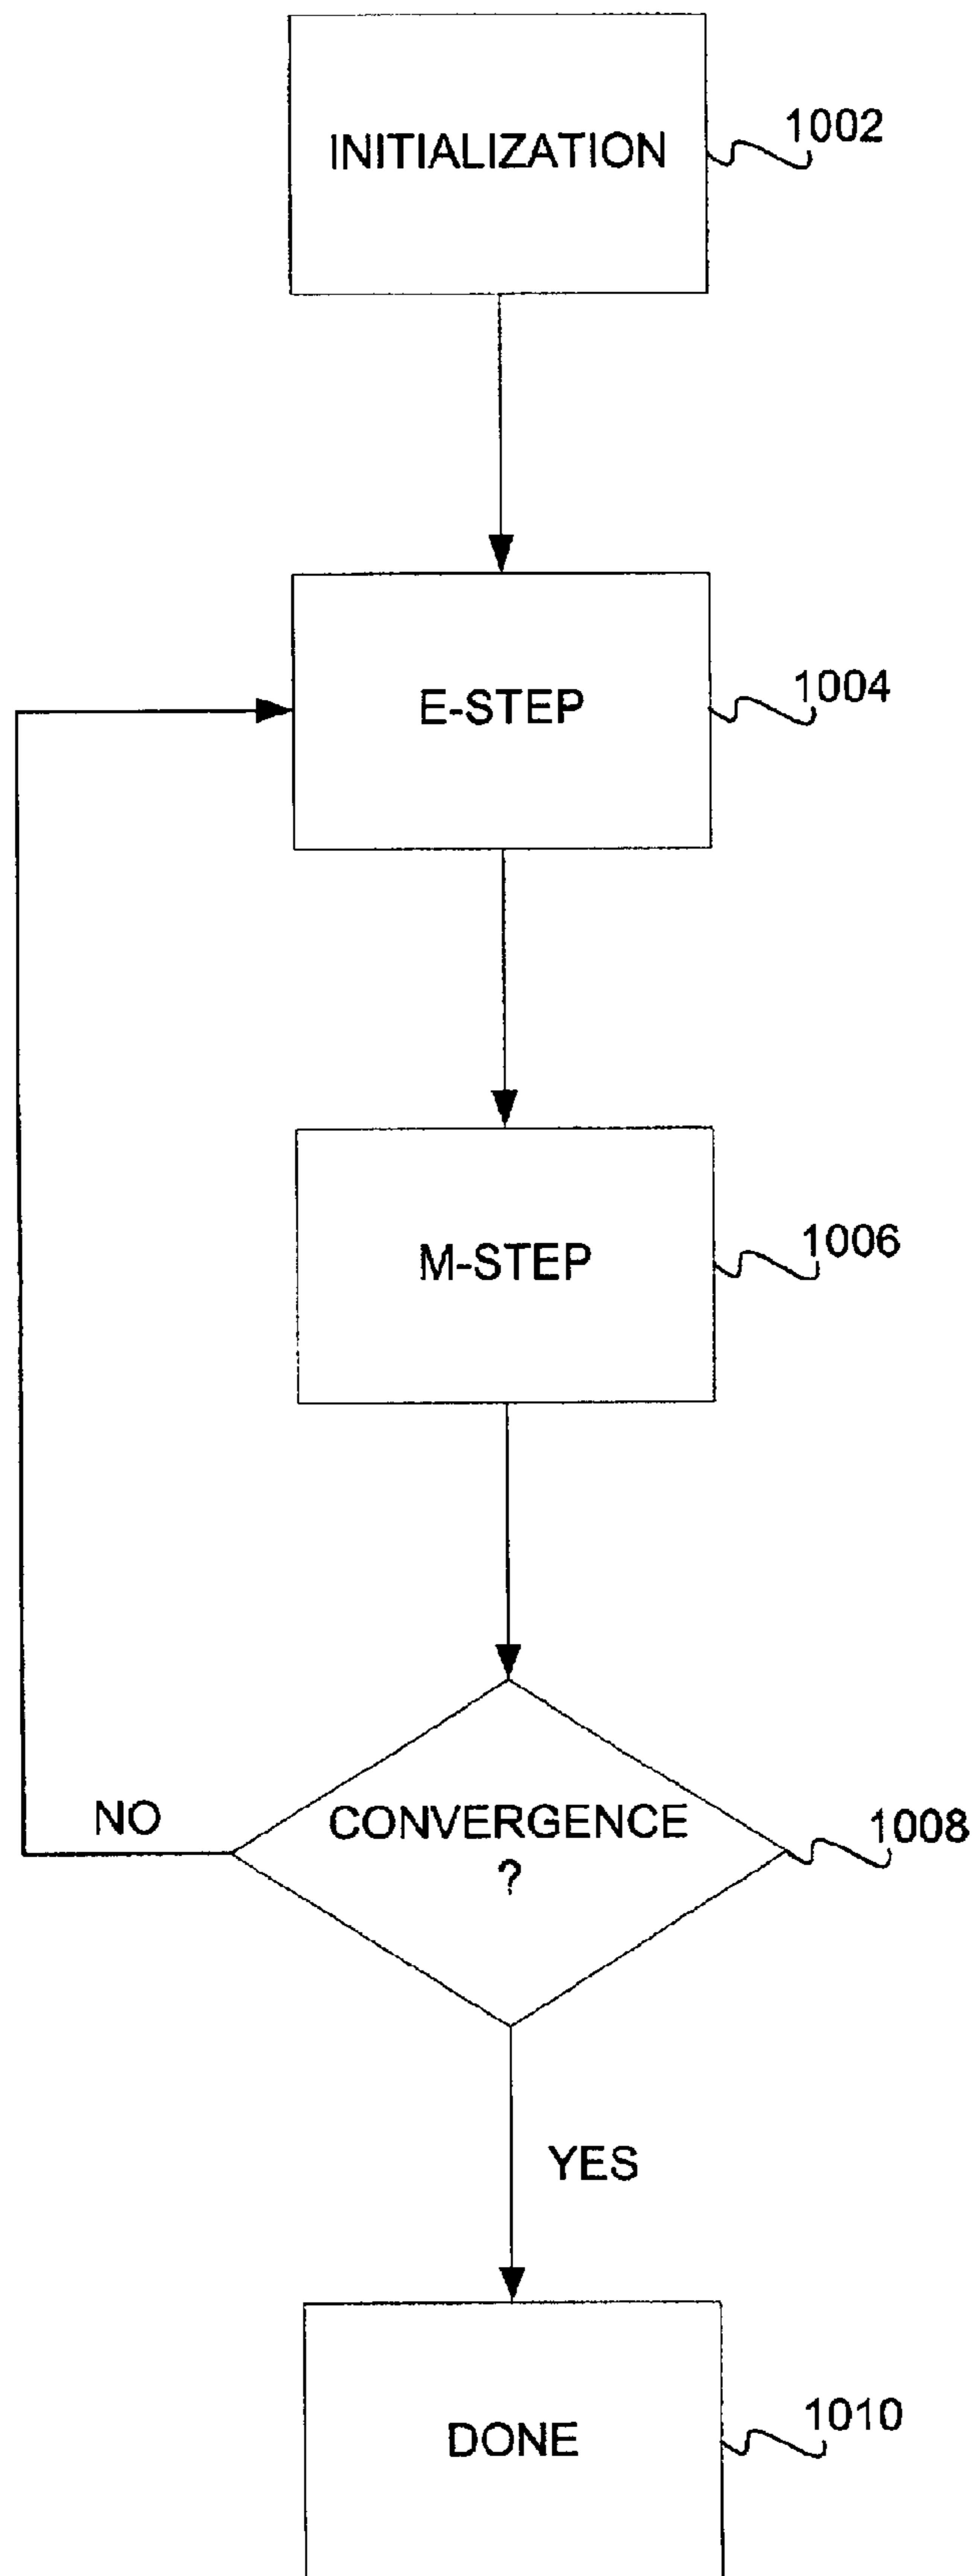 INITIALIZATION
1002
E-STEP
1004
M-STEP
1006
CONVERGENCE
?
1008
NO
YES
DONE
1010